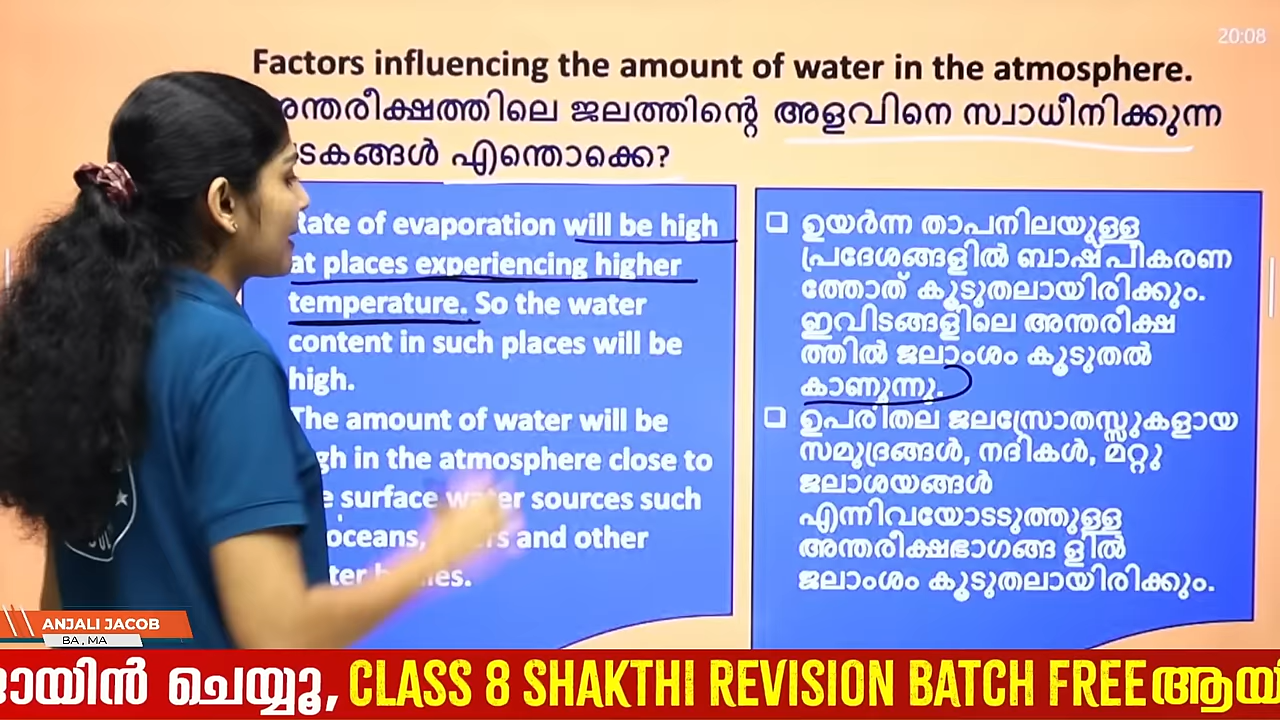 20:08
Factors influencing the amount of water in the atmosphere.
അന്തരീക്ഷത്തിലെ ജലത്തിന്റെ അളവിനെ സ്വാധീനിക്കുന്ന
ടകങ്ങൾ എന്തൊക്കെ?
Rate of evaporation will be high
at places experiencing higher
temperature. So the water
content in such places will be
high.
The amount of water will be
gh in the atmosphere close to
e surface water sources such
oceans, and other
ter
ഉയർന്ന താപനിലയുള്ള
പ്രദേശങ്ങളിൽ ബാഷ്പീകരണ
ത്തോത് കൂടുതലായിരിക്കും.
ഇവിടങ്ങളിലെ അന്തരീക്ഷ
ത്തിൽ ജലാംശം കൂടുതൽ
കാണുന്നു.
ഉപരിതല ജലസ്രോതസ്സുകളായ
സമുദ്രങ്ങൾ, നദികൾ, മറ്റു
ജലാശയങ്ങൾ
എന്നിവയോടടുത്തുള്ള
അന്തരീക്ഷഭാഗങ്ങ ളിൽ
ജലാംശം കൂടുതലായിരിക്കും.
ANJALI JACOB
BA , MA
ോയിൻ ചെയ്യൂ, CLASS 8 SHAKTHI REVISION BATCH FREE ആയി